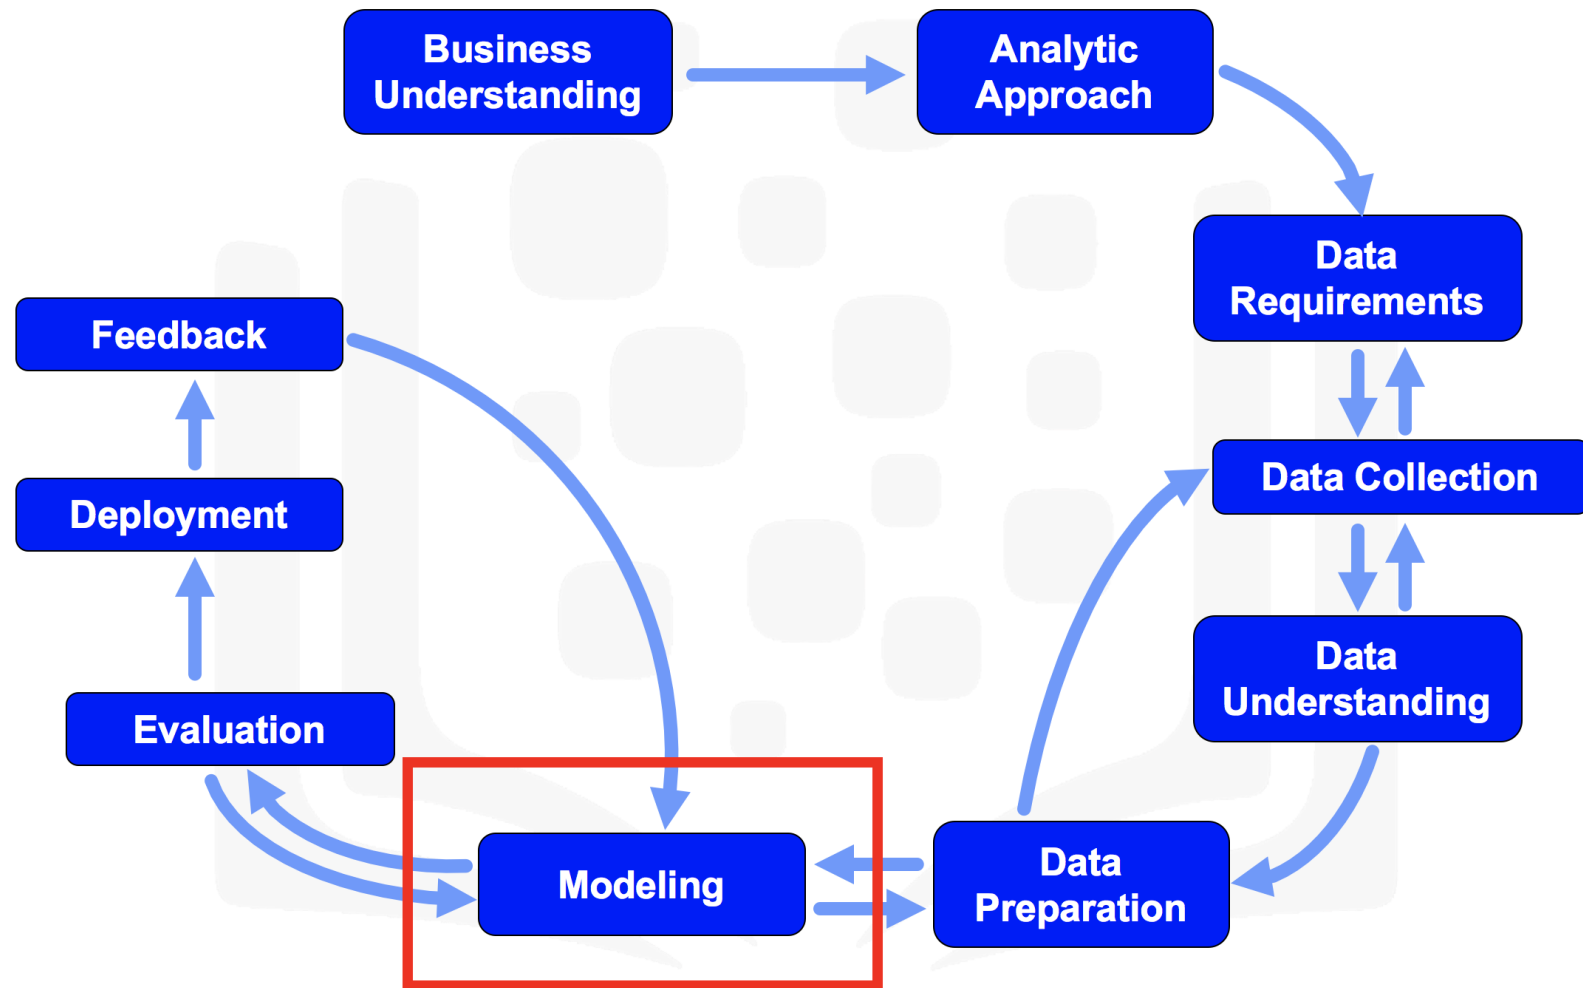 Business
Understanding
Analytic
Approach
Data
Requirements
Feedback
Data Collection
Deployment
Data
Understanding
Evaluation
Modeling
Data
Preparation